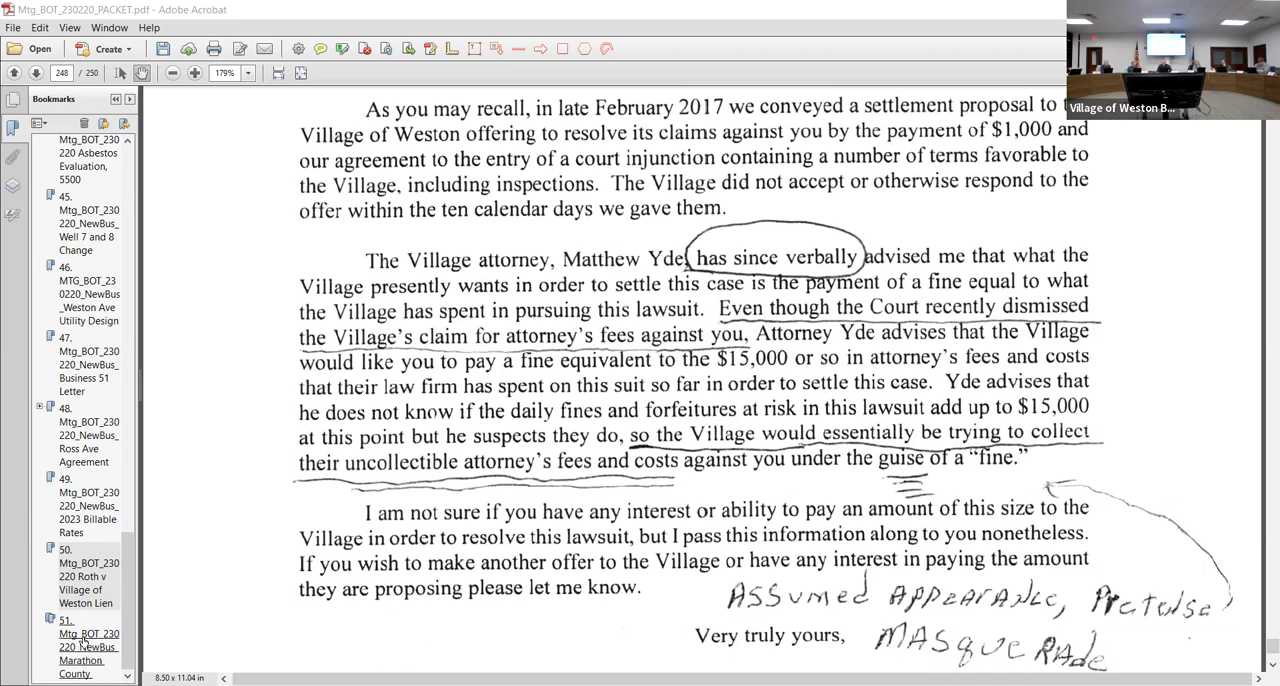 Mtg_BOT_230220_PACKET.pdf - Adobe Acrobat
File Edit View Window Help
Open Create
248 / 250 179%
Bookmarks
Mtg_BOT_230
220 Asbestos
Evaluation,
5500
45.
Mtg_BOT_230
220_NewBus_
Well 7 and 8
Change
46.
MTG_BOT_23
0220_NewBus
_Weston Ave
Utility Design
47.
Mtg_BOT_230
220_NewBus_
Business 51
Letter
48.
Mtg_BOT_230
220_NewBus_
Ross Ave
Agreement
49.
Mtg_BOT_230
220_NewBus_
2023 Billable
Rates
50.
Mtg_BOT_230
220 Roth v
Village of
Weston Lien
51.
Mtg_BOT_230
220_NewBus_
Marathon
County
Village of Weston B...
As you may recall, in late February 2017 we conveyed a settlement proposal to
Village of Weston offering to resolve its claims against you by the payment of $1,000 and
our agreement to the entry of a court injunction containing a number of terms favorable to
the Village, including inspections. The Village did not accept or otherwise respond to the
offer within the ten calendar days we gave them.
The Village attorney, Matthew Yde, has since verbally advised me that what the
Village presently wants in order to settle this case is the payment of a fine equal to what
the Village has spent in pursuing this lawsuit. Even though the Court recently dismissed
the Village's claim for attorney's fees against you, Attorney Yde advises that the Village
would like you to pay a fine equivalent to the $15,000 or so in attorney's fees and costs
that their law firm has spent on this suit so far in order to settle this case. Yde advises that
he does not know if the daily fines and forfeitures at risk in this lawsuit add up to $15,000
at this point but he suspects they do, so the Village would essentially be trying to collect
their uncollectible attorney's fees and costs against you under the guise of a "fine."
I am not sure if you have any interest or ability to pay an amount of this size to the
Village in order to resolve this lawsuit, but I pass this information along to you nonetheless.
If you wish to make another offer to the Village or have any interest in paying the amount
they are proposing please let me know.
ASSumed APPEARANCE, Pretense
Very truly yours,
MASqueRAde
8.50 x 11.04 in